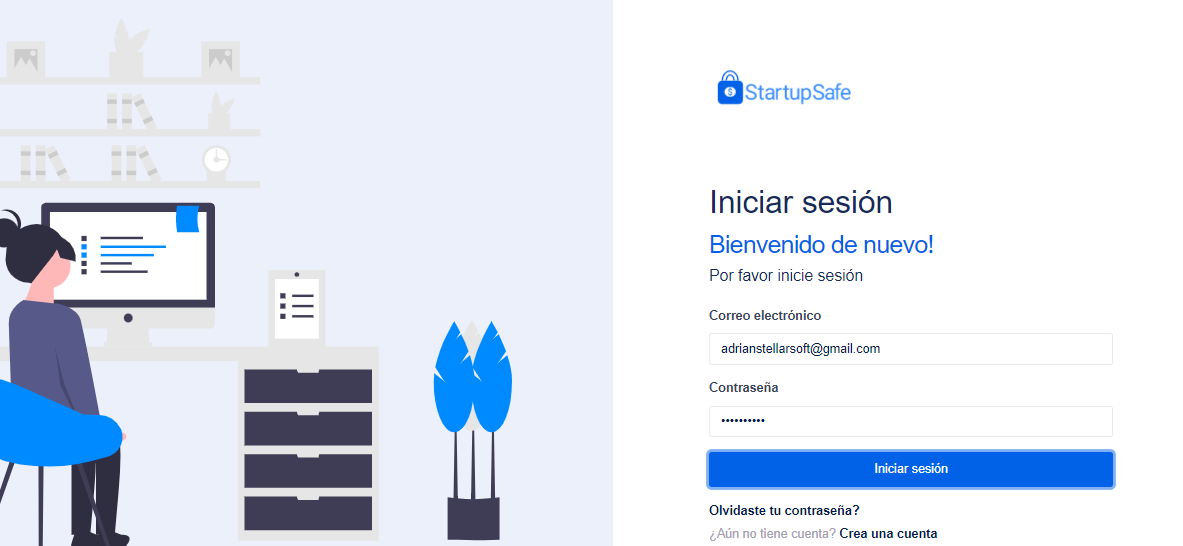 StartupSafe
Iniciar sesión
Bienvenido de nuevo!
Por favor inicie sesión
Correo electrónico
adrianstellarsoft@gmail.com
Contraseña
••••••••••
Iniciar sesión
Olvidaste tu contraseña?
¿Aún no tiene cuenta? Crea una cuenta